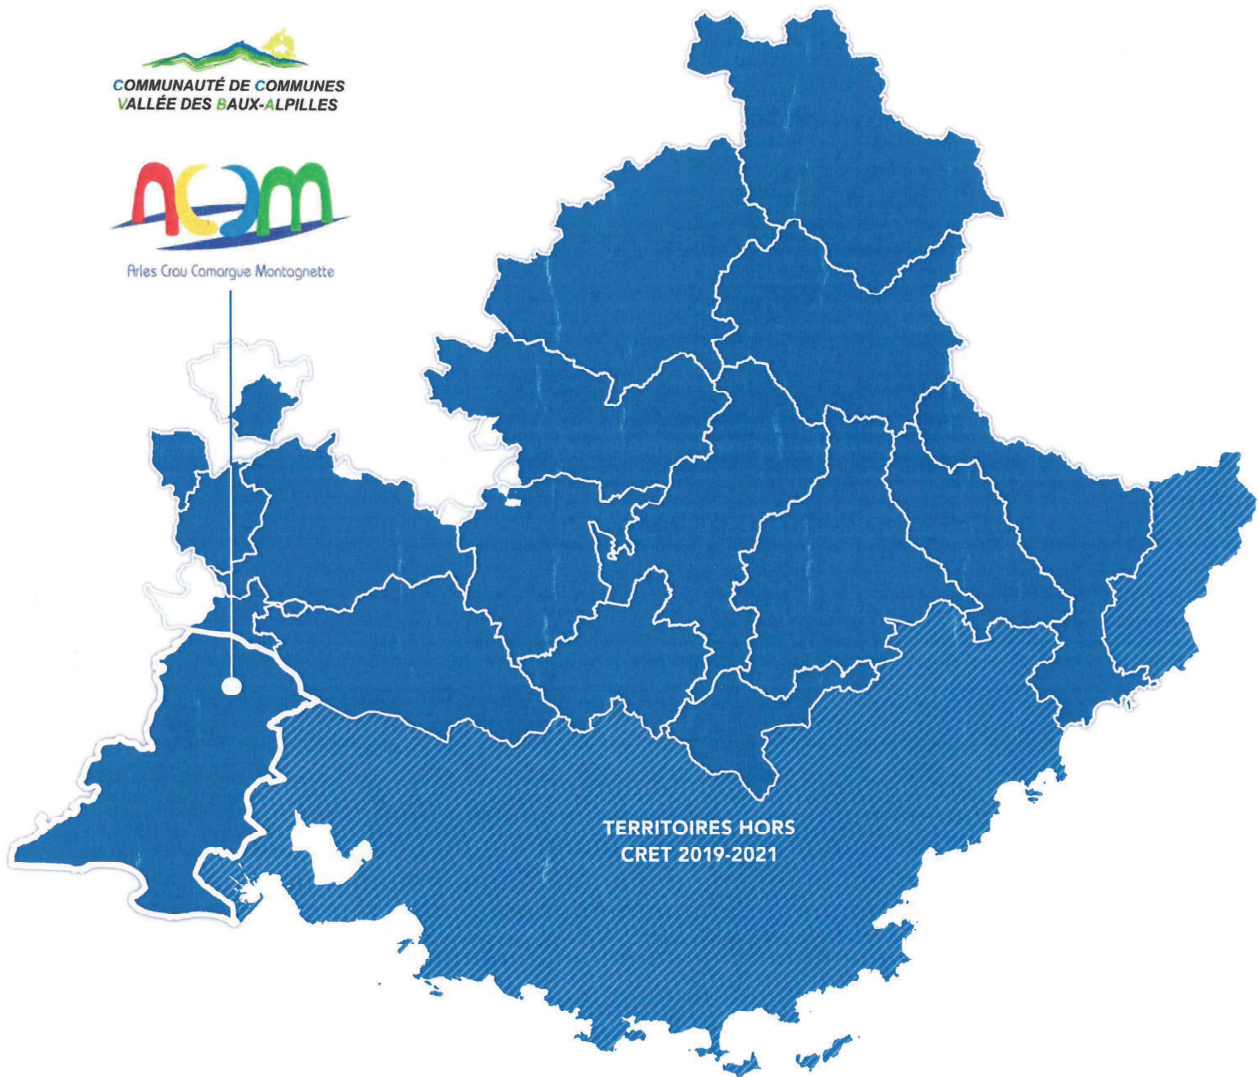 COMMUNAUTÉ DE COMMUNES
VALLÉE DES BAUX-ALPILLES
ACCM
Arles Crau Camargue Montagnette
TERRITOIRES HORS
CRET 2019-2021